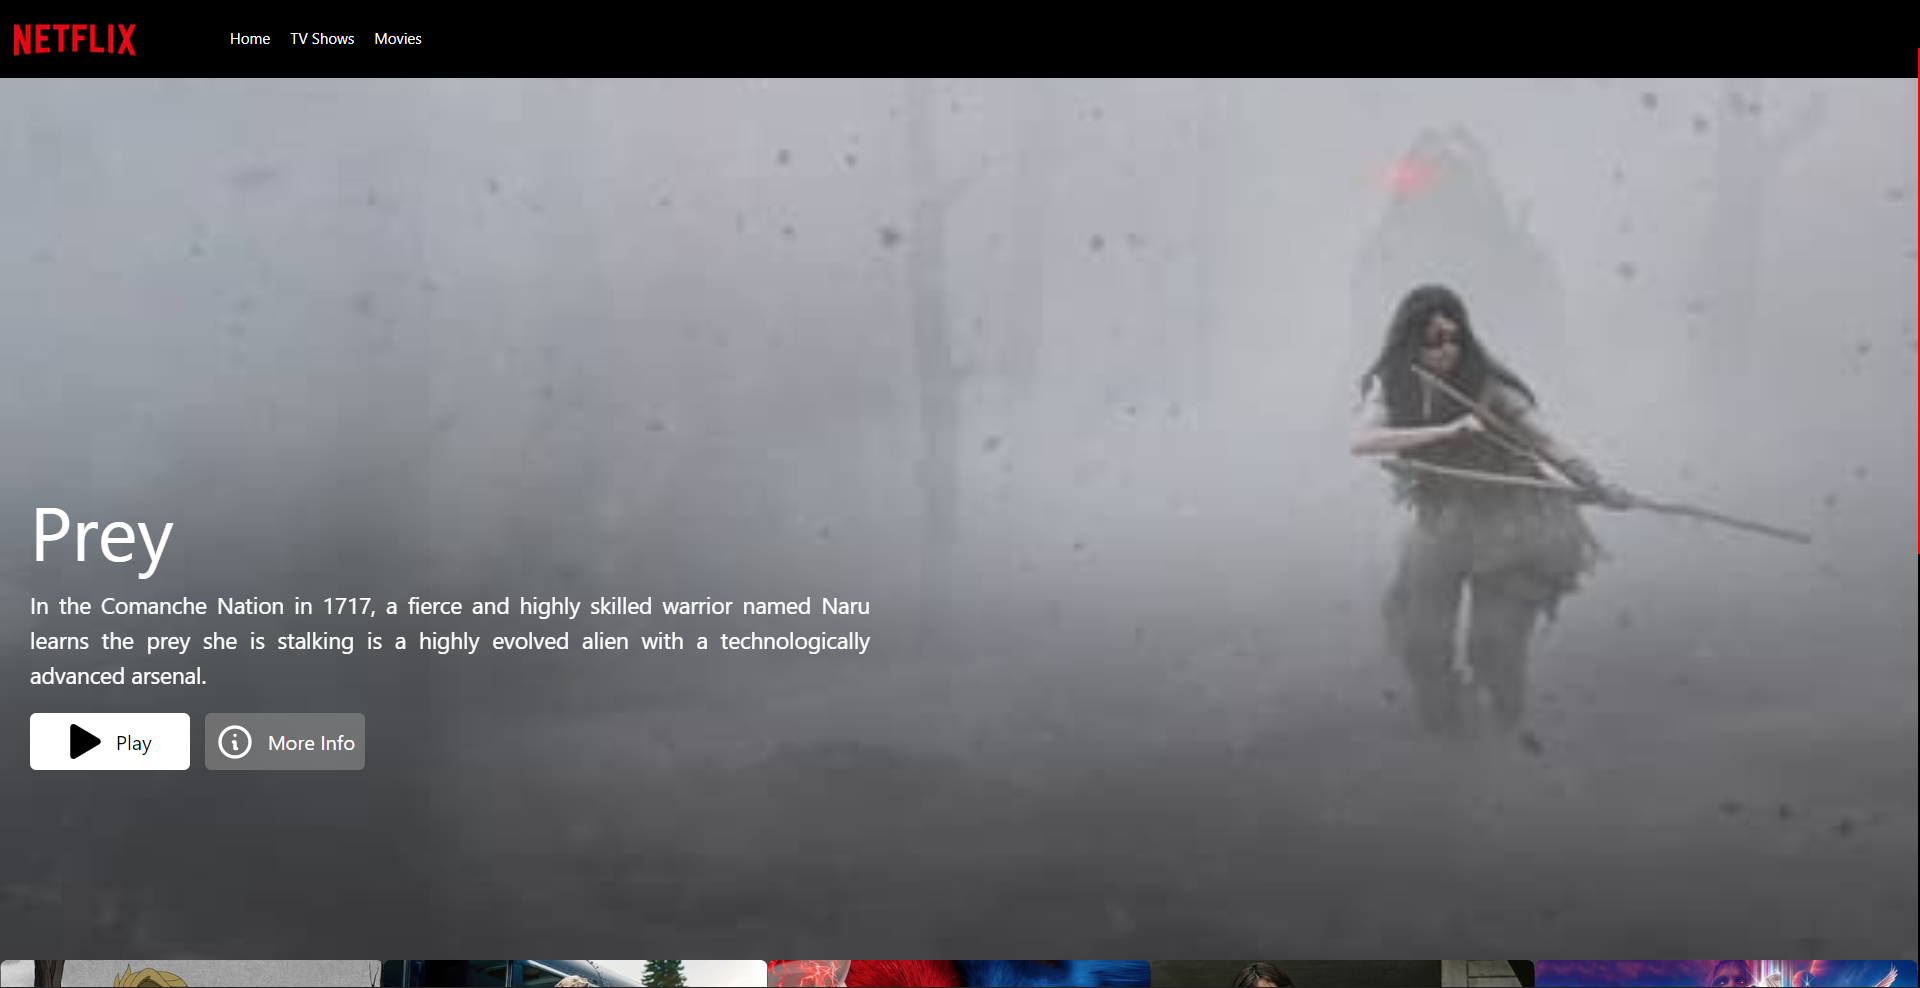 NETFLIX
Home TV Shows Movies
Prey
In the Comanche Nation in 1717, a fierce and highly skilled warrior named Naru
learns the prey she is stalking is a highly evolved alien with a technologically
advanced arsenal.
Play More Info